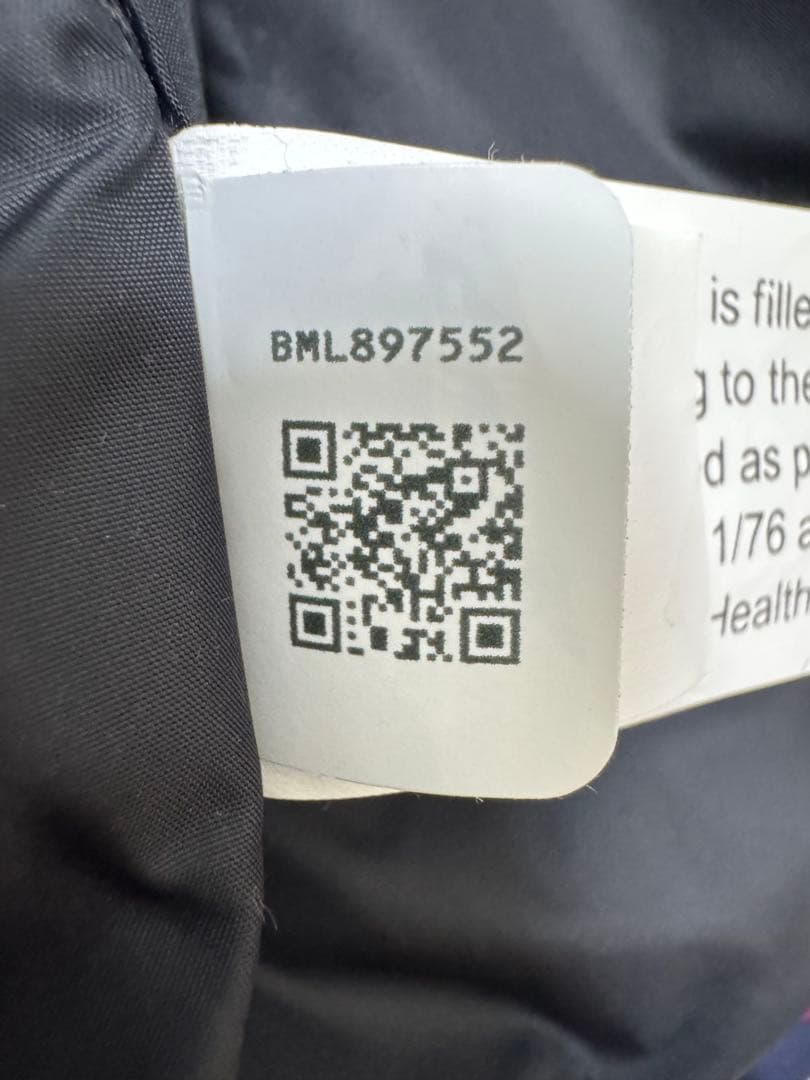 BML897552
is fille
g to the
d as p
1/76 a
Health